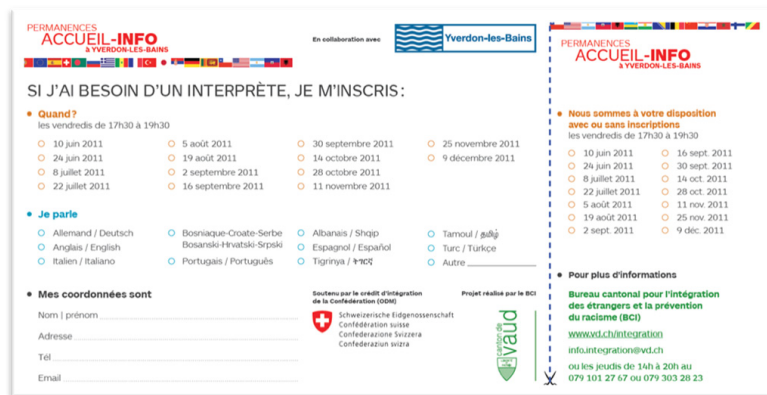 PERMANENCES
ACCUEIL-INFO
à YVERDON-LES-BAINS
En collaboration avec
Yverdon-les-Bains
SI J'AI BESOIN D'UN INTERPRÈTE, JE M'INSCRIS :
• Quand ?
les vendredis de 17h30 à 19h30
10 juin 2011
24 juin 2011
8 juillet 2011
22 juillet 2011
5 août 2011
19 août 2011
2 septembre 2011
16 septembre 2011
30 septembre 2011
14 octobre 2011
28 octobre 2011
11 novembre 2011
25 novembre 2011
9 décembre 2011
• Je parle
Allemand / Deutsch
Anglais / English
Italien / Italiano
Bosniaque-Croate-Serbe
Bosanski-Hrvatski-Srpski
Portugais / Português
Albanais / Shqip
Espagnol / Español
Tigrinya / ትግርኛ
Tamoul / தமிழ்
Turc / Türkçe
Autre
• Mes coordonnées sont
Nom | prénom
Adresse
Tél
Email
Soutenu par le crédit d'intégration
de la Confédération (ODM)
Schweizerische Eidgenossenschaft
Confédération suisse
Confederazione Svizzera
Confederaziun svizra
Projet réalisé par le BCI
canton de
vaud
PERMANENCES
ACCUEIL-INFO
à YVERDON-LES-BAINS
• Nous sommes à votre disposition
avec ou sans inscriptions
les vendredis de 17h30 à 19h30
10 juin 2011
24 juin 2011
8 juillet 2011
22 juillet 2011
5 août 2011
19 août 2011
2 sept. 2011
16 sept. 2011
30 sept. 2011
14 oct. 2011
28 oct. 2011
11 nov. 2011
25 nov. 2011
9 déc. 2011
• Pour plus d'informations
Bureau cantonal pour l'intégration
des étrangers et la prévention
du racisme (BCI)
www.vd.ch/integration
info.integration@vd.ch
ou les jeudis de 14h à 20h au
079 101 27 67 ou 079 303 28 23